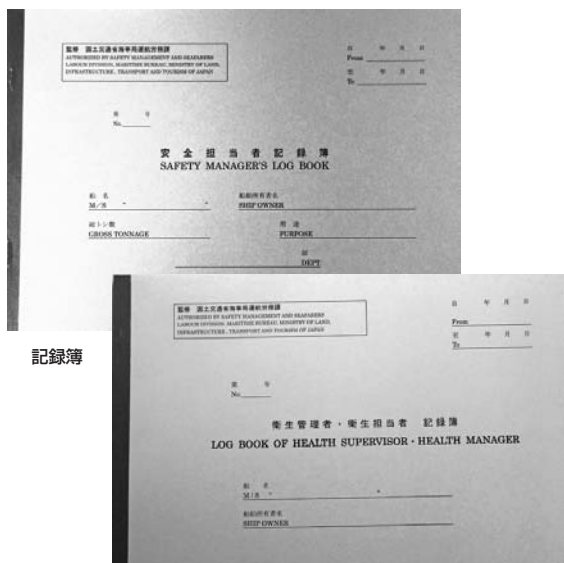 監修 国土交通省海事局運航労務課
AUTHORIZED BY SAFETY MANAGEMENT AND SEAFARERS
LABOUR DIVISION, MARITIME BUREAU, MINISTRY OF LAND,
INFRASTRUCTURE, TRANSPORT AND TOURISM OF JAPAN
自 年 月 日
From
至 年 月 日
To
第 号
No.
安全担当者記録簿
SAFETY MANAGER'S LOG BOOK
船名 船舶所有者名
M/S " " SHIP OWNER
総トン数 用途
GROSS TONNAGE PURPOSE
部
DEPT
記録簿
監修 国土交通省海事局運航労務課
AUTHORIZED BY SAFETY MANAGEMENT AND SEAFARERS
LABOUR DIVISION, MARITIME BUREAU, MINISTRY OF LAND,
INFRASTRUCTURE, TRANSPORT AND TOURISM OF JAPAN
自 年 月 日
From
至 年 月 日
To
第 号
No.
衛生管理者・衛生担当者 記録簿
LOG BOOK OF HEALTH SUPERVISOR・HEALTH MANAGER
船名
M/S " "
船舶所有者名
SHIP OWNER